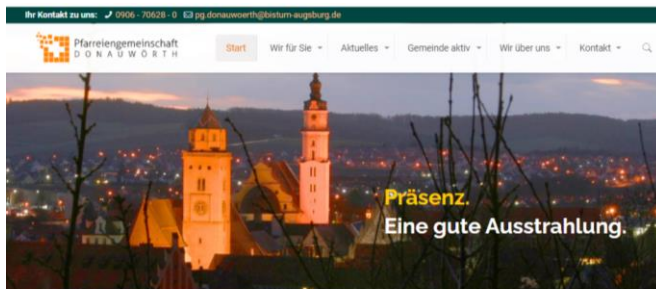 Ihr Kontakt zu uns: 0906 - 70628 - 0 pg.donauwoerth@bistum-augsburg.de
Pfarreiengemeinschaft
DONAUWÖRTH
Start Wir für Sie Aktuelles Gemeinde aktiv Wir über uns Kontakt
Präsenz.
Eine gute Ausstrahlung.